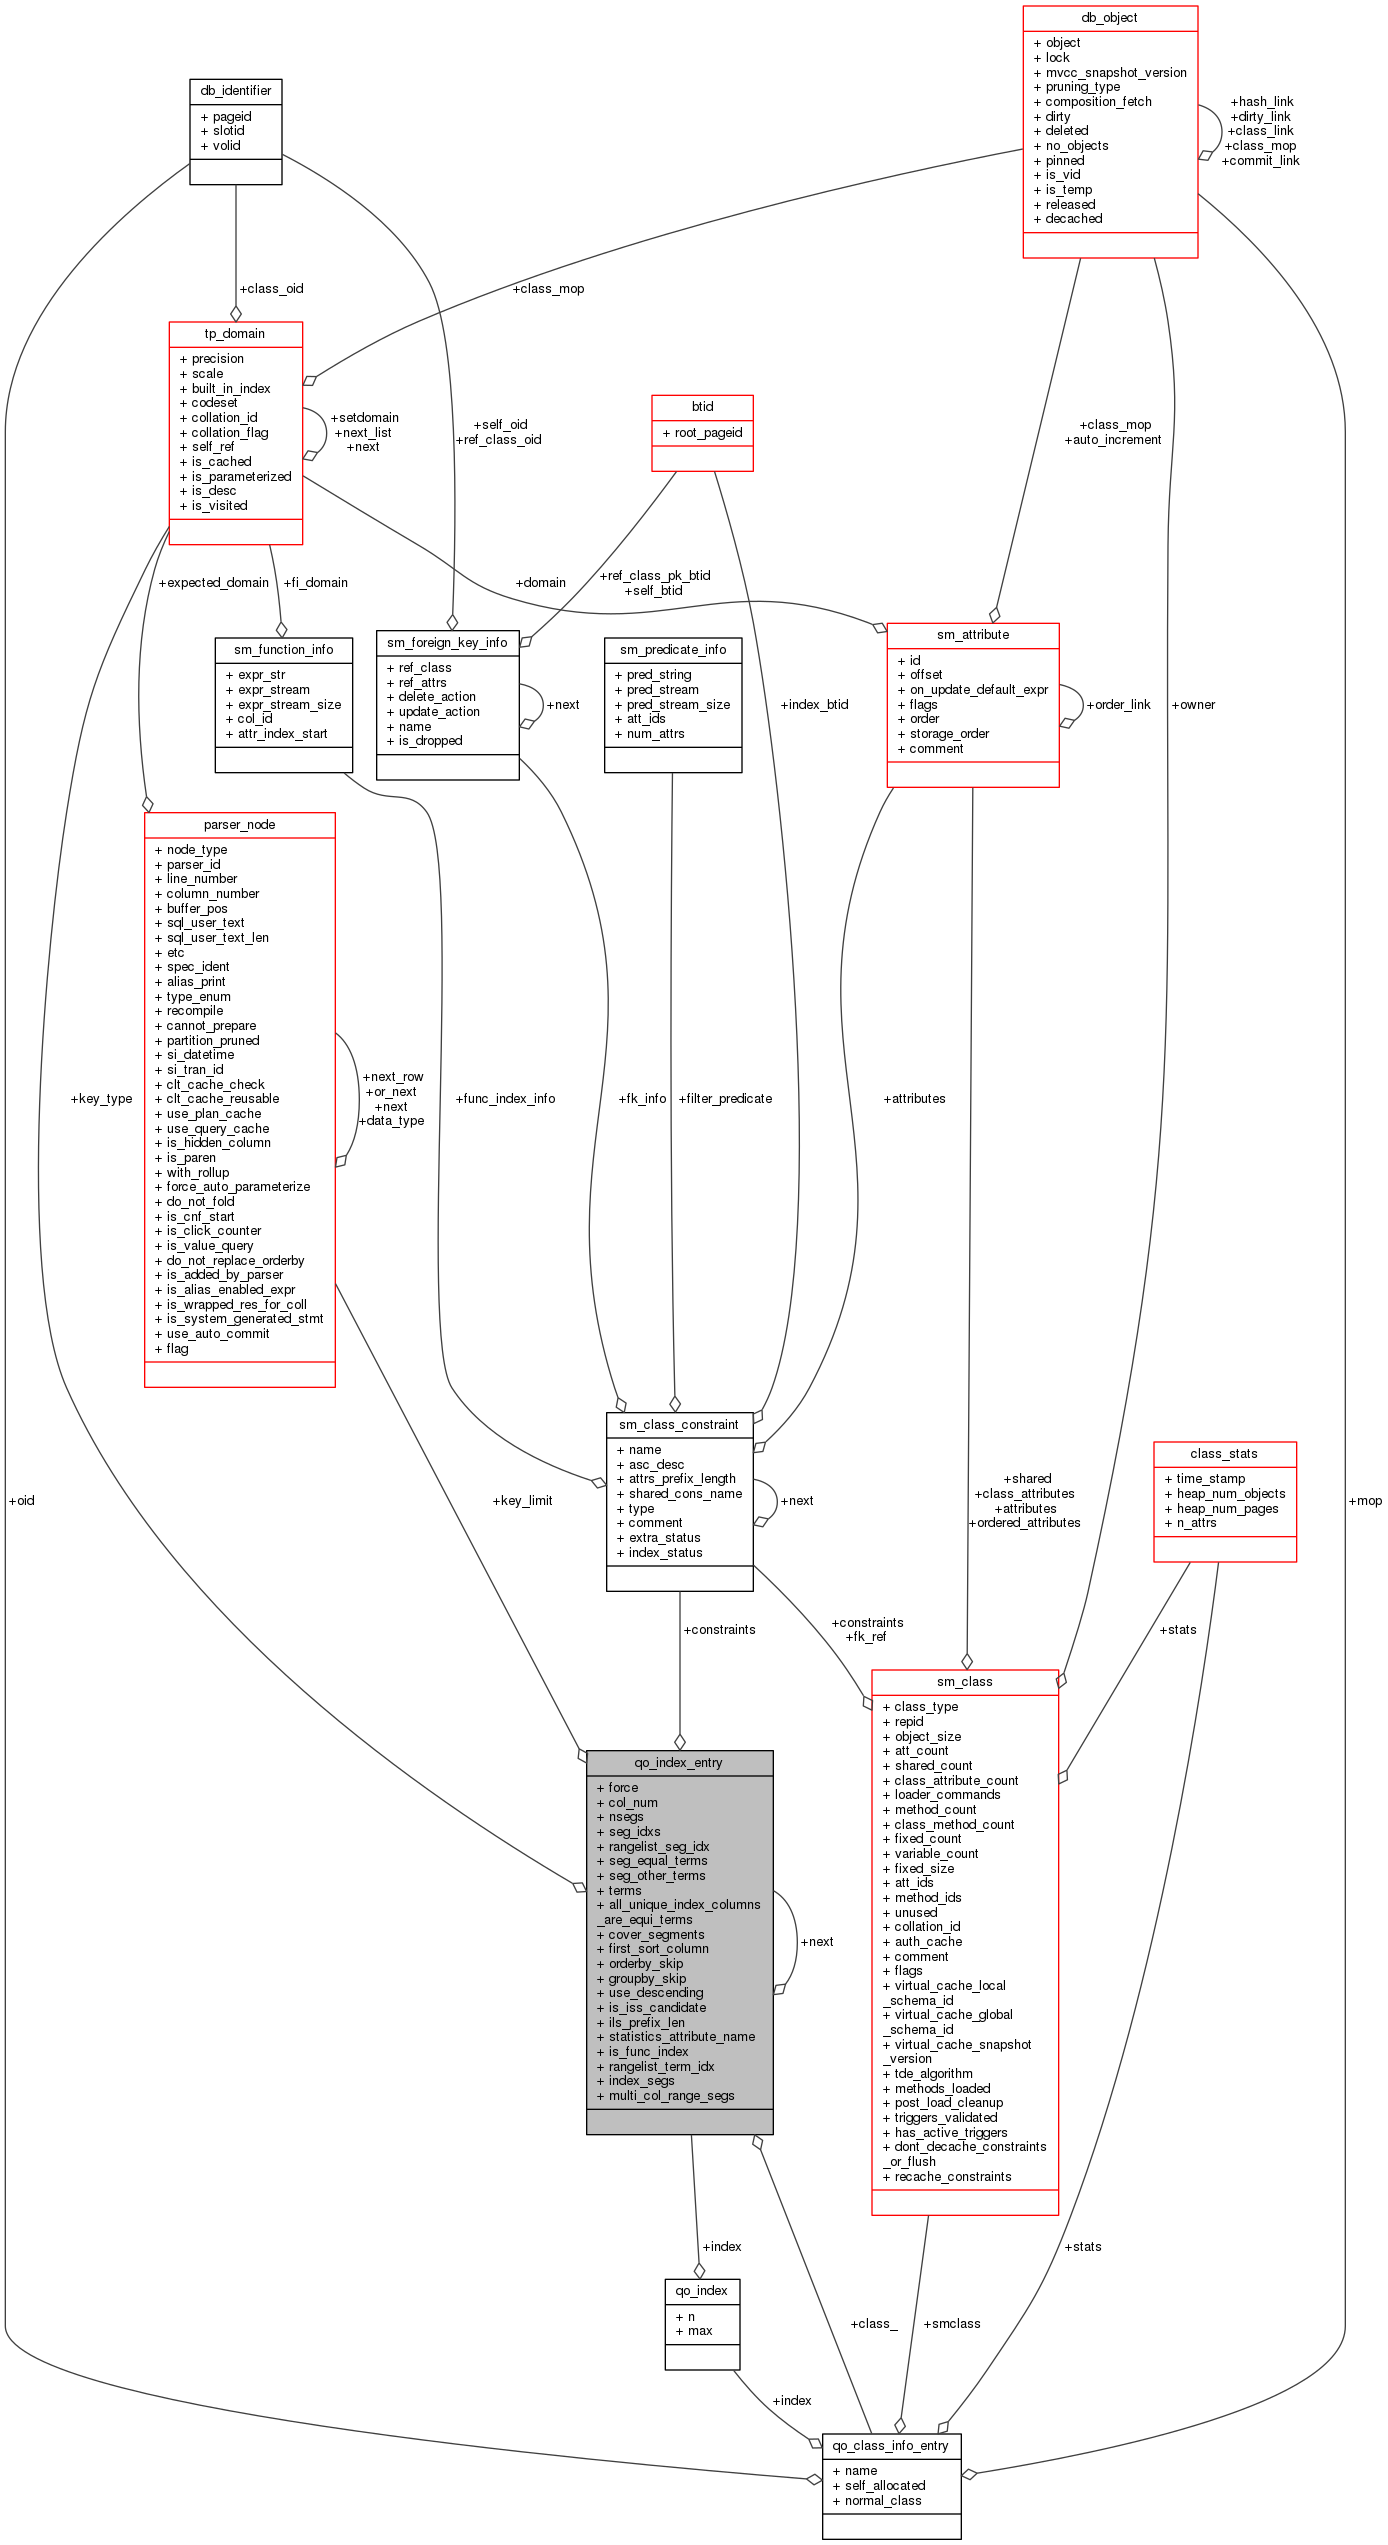 db_object
+ object
+ lock
+ mvcc_snapshot_version
+ pruning_type
+ composition_fetch
+ dirty
+ deleted
+ no_objects
+ pinned
+ is_vid
+ is_temp
+ released
+ decached
+hash_link
+dirty_link
+class_link
+class_mop
+commit_link
db_identifier
+ pageid
+ slotid
+ volid
+class_oid
+class_mop
tp_domain
+ precision
+ scale
+ built_in_index
+ codeset
+ collation_id
+ collation_flag
+ self_ref
+ is_cached
+ is_parameterized
+ is_desc
+ is_visited
+setdomain
+next_list
+next
+self_oid
+ref_class_oid
btid
+ root_pageid
+class_mop
+auto_increment
+expected_domain
+fi_domain
+ref_class_pk_btid
+self_btid
+domain
sm_function_info
+ expr_str
+ expr_stream
+ expr_stream_size
+ col_id
+ attr_index_start
sm_foreign_key_info
+ ref_class
+ ref_attrs
+ delete_action
+ update_action
+ name
+ is_dropped
+next
sm_predicate_info
+ pred_string
+ pred_stream
+ pred_stream_size
+ att_ids
+ num_attrs
+index_btid
sm_attribute
+ id
+ offset
+ on_update_default_expr
+ flags
+ order
+ storage_order
+ comment
+order_link
+owner
parser_node
+ node_type
+ parser_id
+ line_number
+ column_number
+ buffer_pos
+ sql_user_text
+ sql_user_text_len
+ etc
+ spec_ident
+ alias_print
+ type_enum
+ recompile
+ cannot_prepare
+ partition_pruned
+ si_datetime
+ si_tran_id
+ clt_cache_check
+ clt_cache_reusable
+ use_plan_cache
+ use_query_cache
+ is_hidden_column
+ is_paren
+ with_rollup
+ force_auto_parameterize
+ do_not_fold
+ is_cnf_start
+ is_click_counter
+ is_value_query
+ do_not_replace_orderby
+ is_added_by_parser
+ is_alias_enabled_expr
+ is_wrapped_res_for_coll
+ is_system_generated_stmt
+ use_auto_commit
+ flag
+next_row
+or_next
+next
+data_type
+key_type
+func_index_info
+fk_info
+filter_predicate
+attributes
sm_class_constraint
+ name
+ asc_desc
+ attrs_prefix_length
+ shared_cons_name
+ type
+ comment
+ extra_status
+ index_status
+next
+oid
+key_limit
+shared
+class_attributes
+attributes
+ordered_attributes
class_stats
+ time_stamp
+ heap_num_objects
+ heap_num_pages
+ n_attrs
+mop
+constraints
+constraints
+fk_ref
+stats
qo_index_entry
+ force
+ col_num
+ nsegs
+ seg_idxs
+ rangelist_seg_idx
+ seg_equal_terms
+ seg_other_terms
+ terms
+ all_unique_index_columns
_are_equi_terms
+ cover_segments
+ first_sort_column
+ orderby_skip
+ groupby_skip
+ use_descending
+ is_iss_candidate
+ ils_prefix_len
+ statistics_attribute_name
+ is_func_index
+ rangelist_term_idx
+ index_segs
+ multi_col_range_segs
+next
sm_class
+ class_type
+ repid
+ object_size
+ att_count
+ shared_count
+ class_attribute_count
+ loader_commands
+ method_count
+ class_method_count
+ fixed_count
+ variable_count
+ fixed_size
+ att_ids
+ method_ids
+ unused
+ collation_id
+ auth_cache
+ comment
+ flags
+ virtual_cache_local
_schema_id
+ virtual_cache_global
_schema_id
+ virtual_cache_snapshot
_version
+ tde_algorithm
+ methods_loaded
+ post_load_cleanup
+ triggers_validated
+ has_active_triggers
+ dont_decache_constraints
_or_flush
+ recache_constraints
+index
+stats
qo_index
+ n
+ max
+class_
+smclass
+index
qo_class_info_entry
+ name
+ self_allocated
+ normal_class